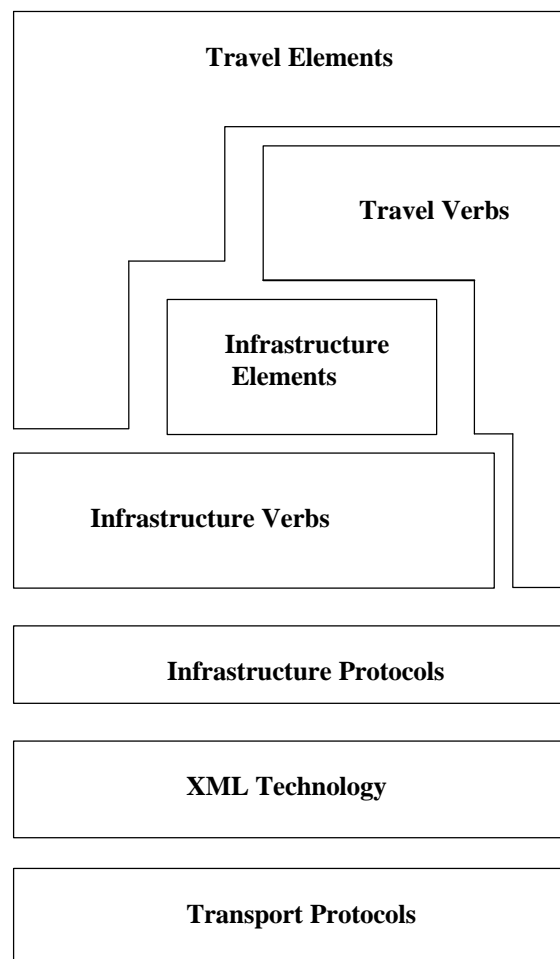 Travel Elements
Travel Verbs
Infrastructure
Elements
Infrastructure Verbs
Infrastructure Protocols
XML Technology
Transport Protocols